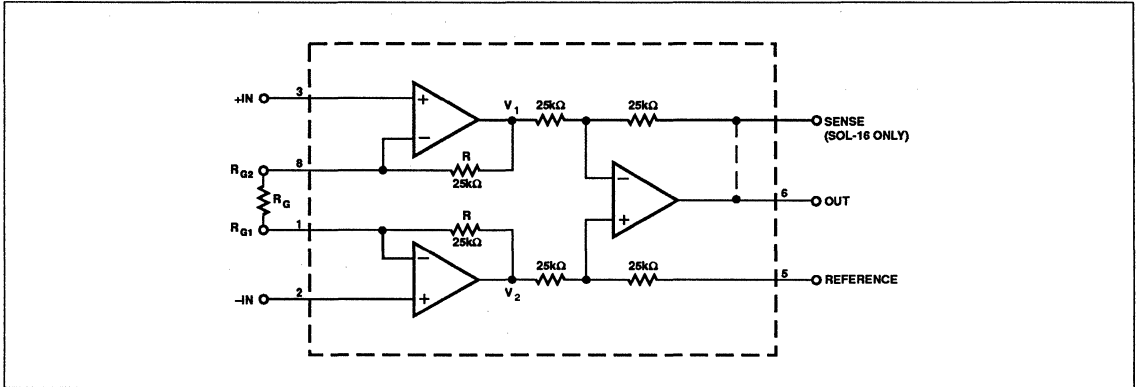 +IN 3
V1 25kΩ 25kΩ
SENSE
(SOL-16 ONLY)
RG2 8 R
25kΩ
RG
6 OUT
RG1 1 R
25kΩ
25kΩ 25kΩ
5 REFERENCE
–IN 2 V2